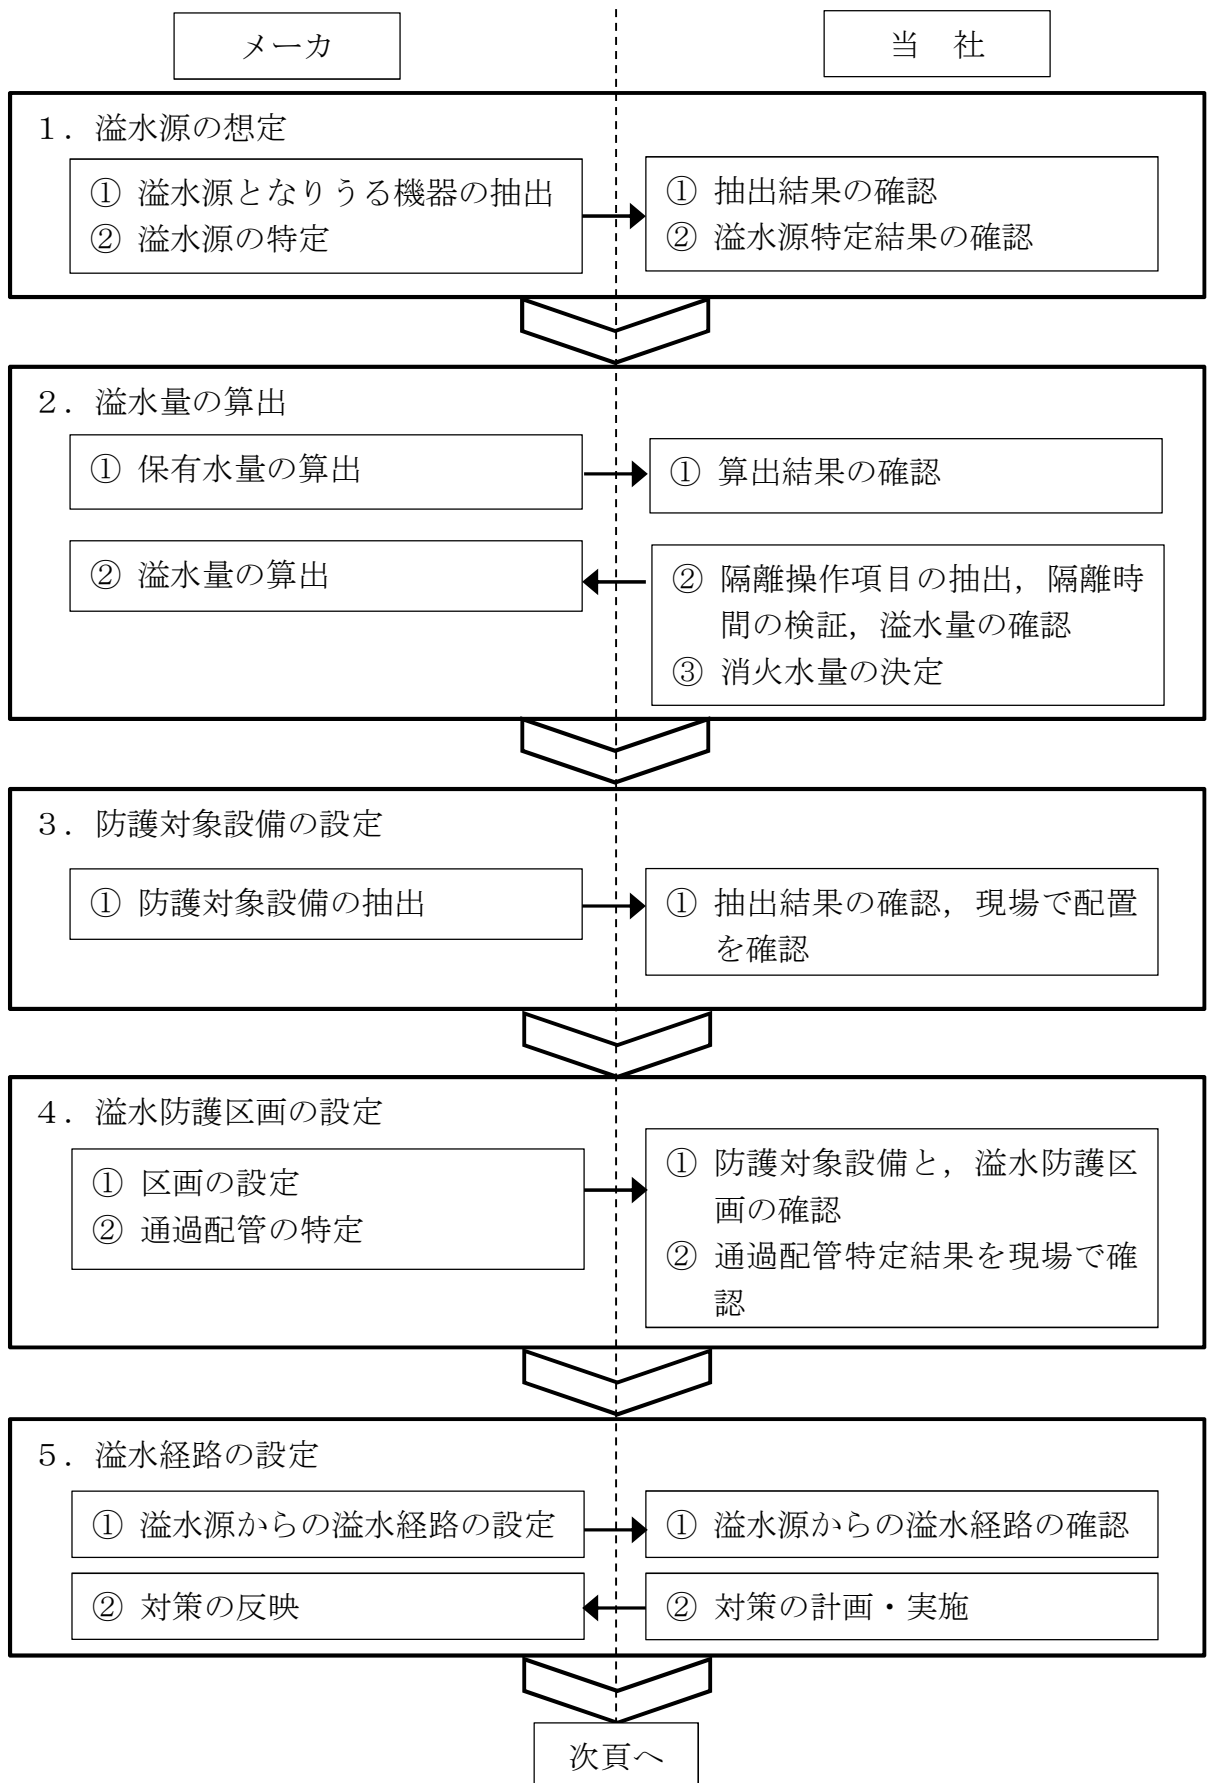 メーカ
当　社
１．溢水源の想定
① 溢水源となりうる機器の抽出
② 溢水源の特定
① 抽出結果の確認
② 溢水源特定結果の確認
２．溢水量の算出
① 保有水量の算出
① 算出結果の確認
② 溢水量の算出
② 隔離操作項目の抽出，隔離時
間の検証，溢水量の確認
③ 消火水量の決定
３．防護対象設備の設定
① 防護対象設備の抽出
① 抽出結果の確認，現場で配置
を確認
４．溢水防護区画の設定
① 区画の設定
② 通過配管の特定
① 防護対象設備と，溢水防護区
画の確認
② 通過配管特定結果を現場で確
認
５．溢水経路の設定
① 溢水源からの溢水経路の設定
① 溢水源からの溢水経路の確認
② 対策の反映
② 対策の計画・実施
次頁へ